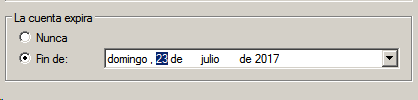 La cuenta expira
Nunca
Fin de: domingo , 23 de julio de 2017